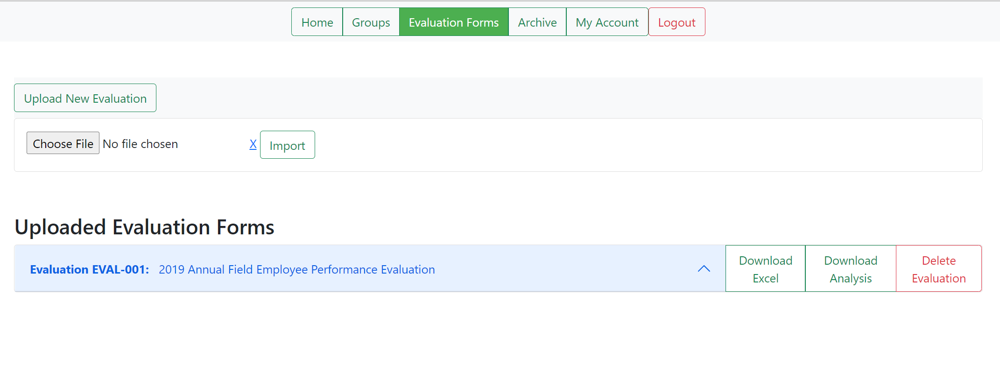 Home Groups Evaluation Forms Archive My Account Logout
Upload New Evaluation
Choose File No file chosen X Import
Uploaded Evaluation Forms
Evaluation EVAL-001: 2019 Annual Field Employee Performance Evaluation
Download
Excel
Download
Analysis
Delete
Evaluation